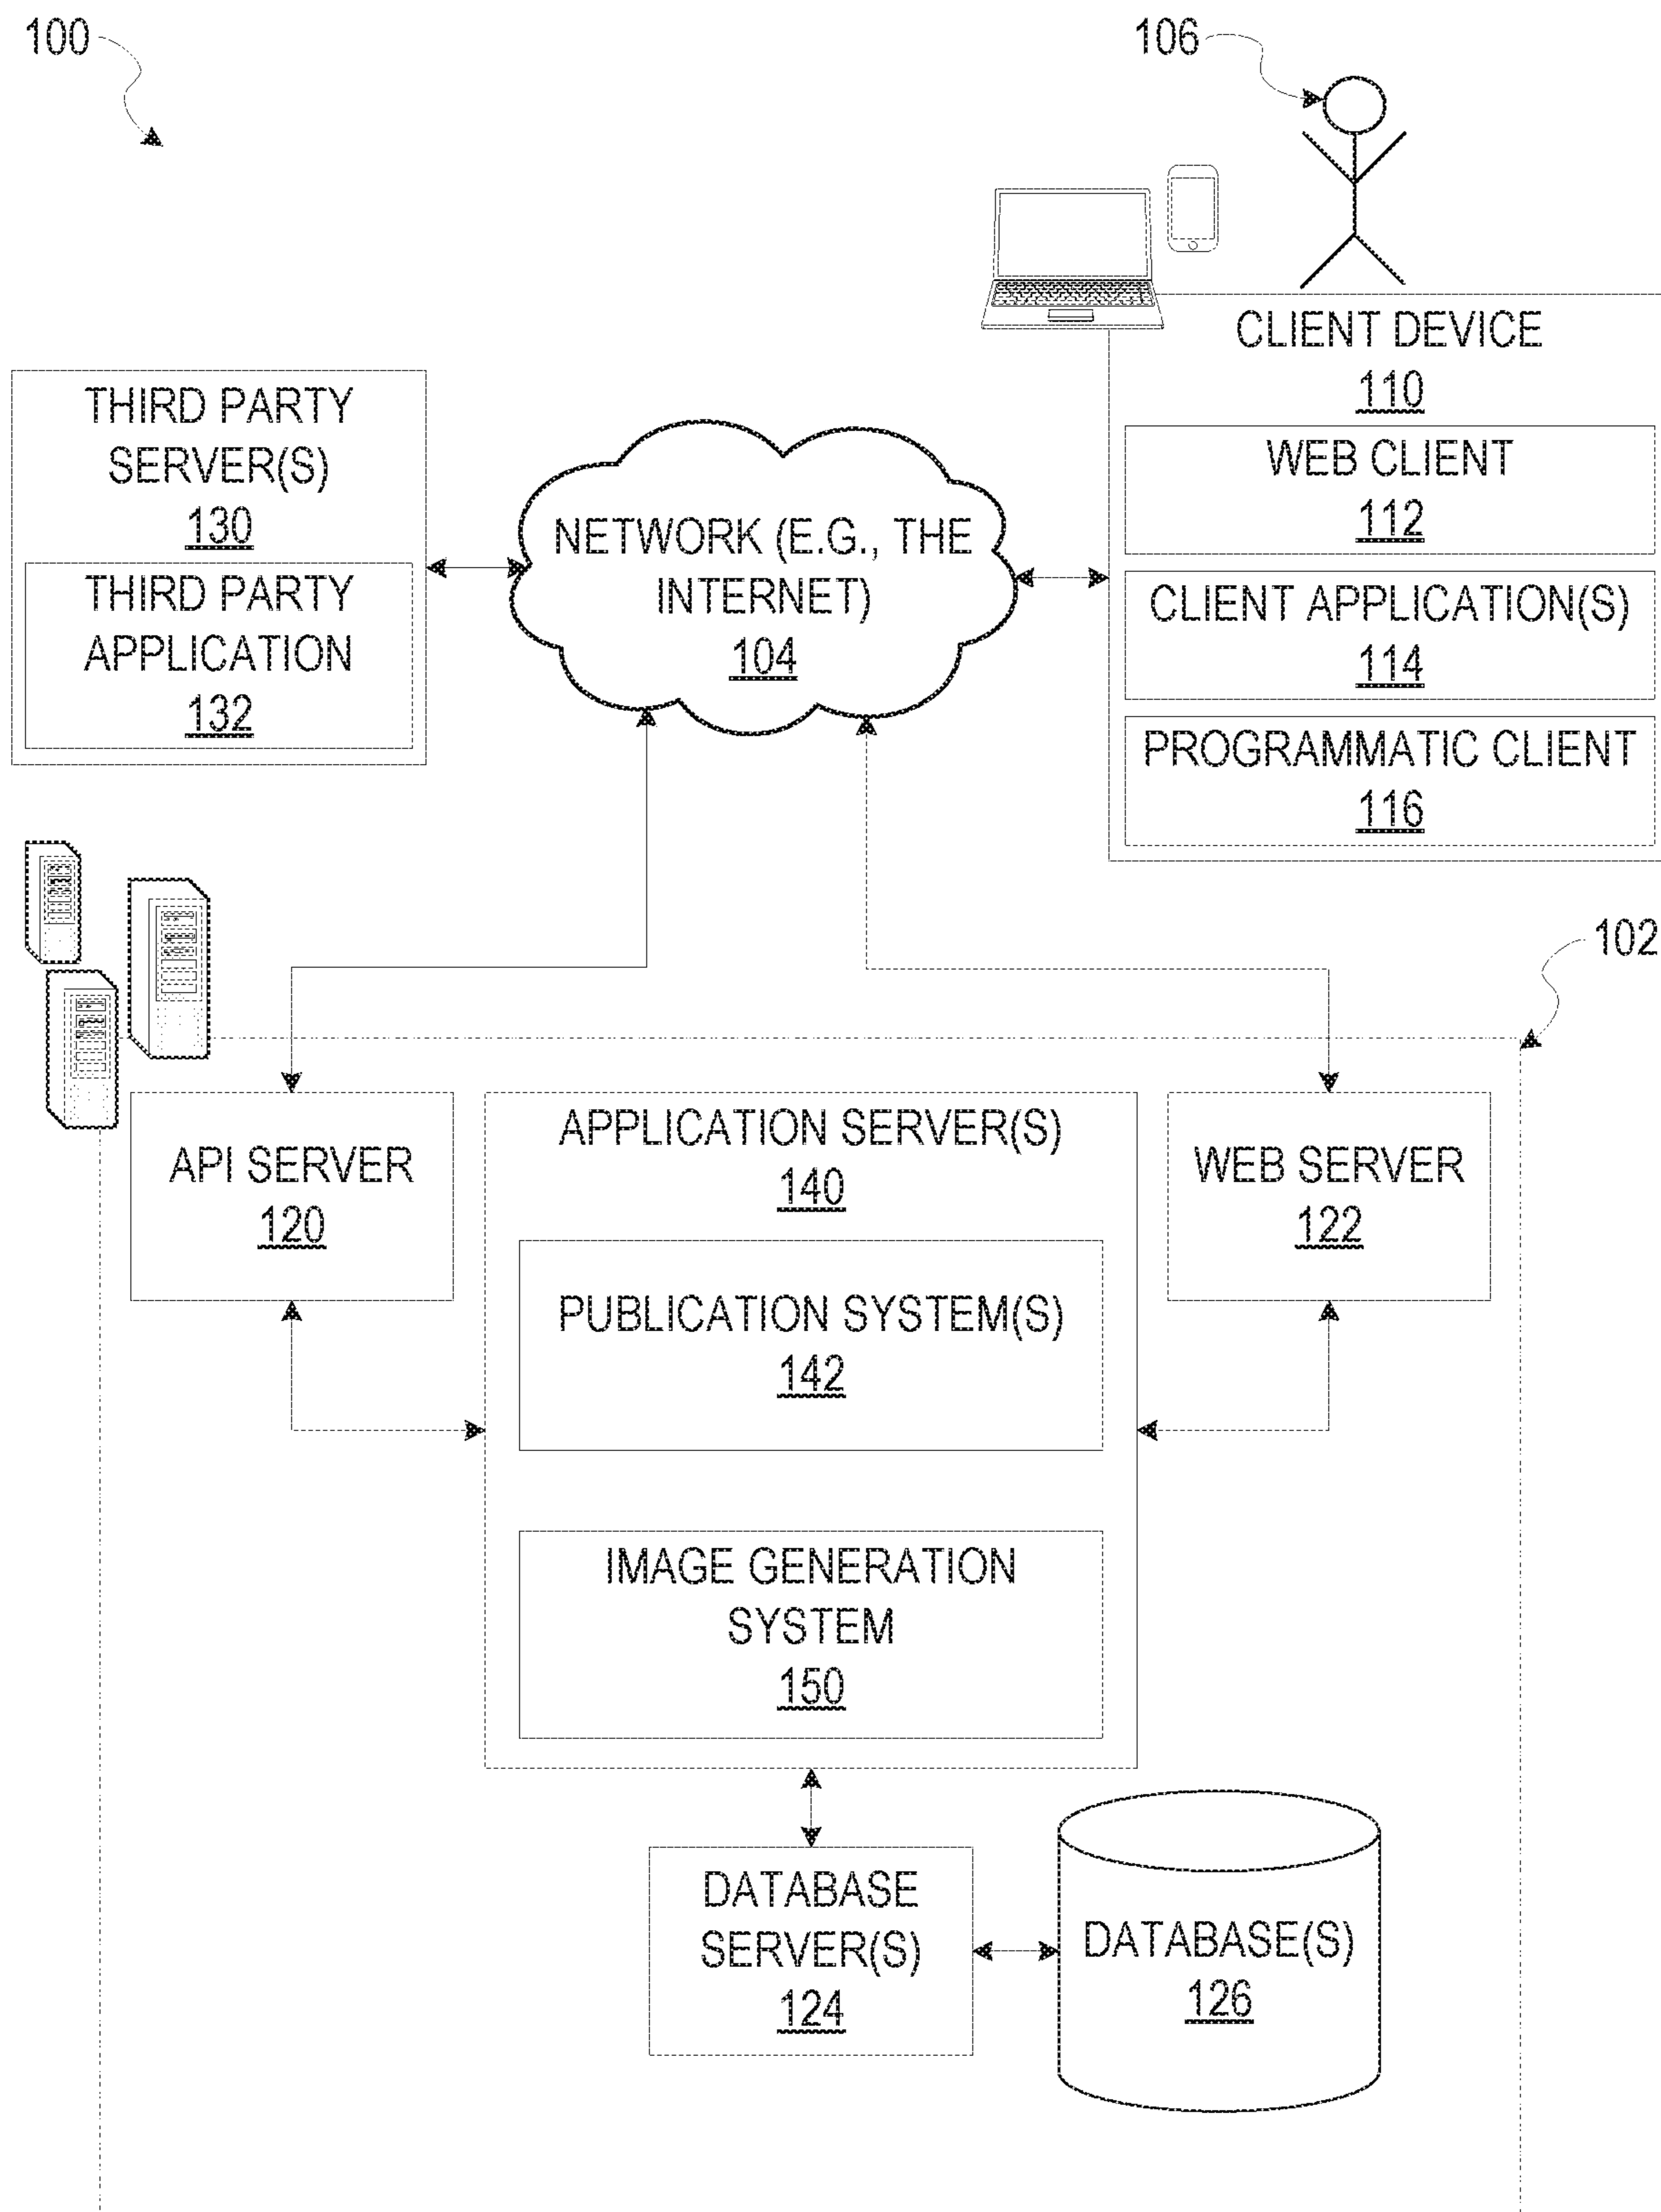 100
106
CLIENT DEVICE
110
WEB CLIENT
112
CLIENT APPLICATION(S)
114
PROGRAMMATIC CLIENT
116
THIRD PARTY
SERVER(S)
130
THIRD PARTY
APPLICATION
132
NETWORK (E.G., THE
INTERNET)
104
102
API SERVER
120
APPLICATION SERVER(S)
140
PUBLICATION SYSTEM(S)
142
IMAGE GENERATION
SYSTEM
150
WEB SERVER
122
DATABASE
SERVER(S)
124
DATABASE(S)
126